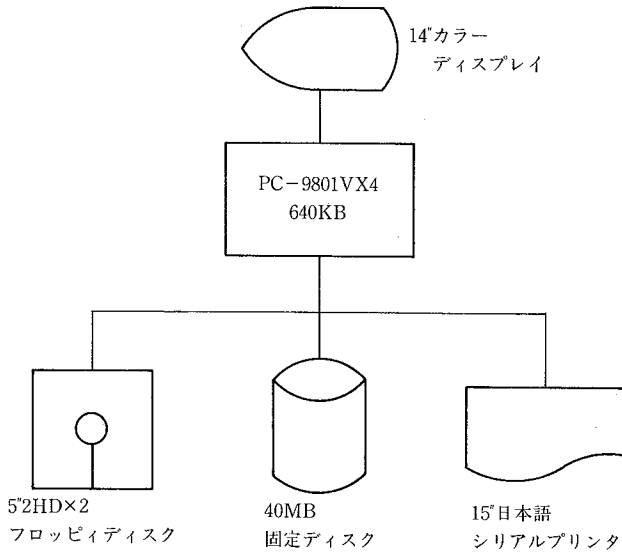 14"カラー
ディスプレイ
PC-9801VX4
640KB
5"2HD×2
フロッピィディスク
40MB
固定ディスク
15"日本語
シリアルプリンタ